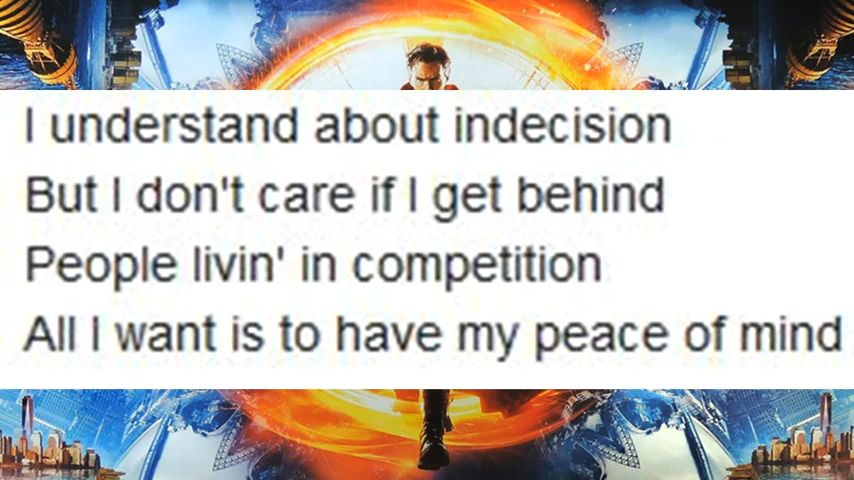 I understand about indecision
But I don't care if I get behind
People livin' in competition
All I want is to have my peace of mind